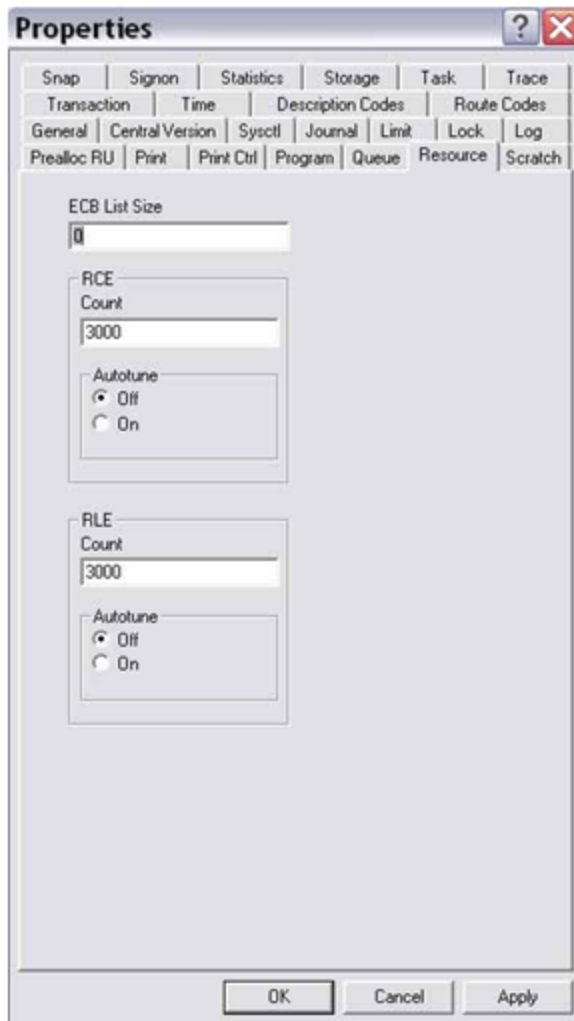 Properties
Snap Signon Statistics Storage Task Trace
Transaction Time Description Codes Route Codes
General Central Version Sysctl Journal Limit Lock Log
Prealloc RU Print Print Ctrl Program Queue Resource Scratch
ECB List Size
0
RCE
Count
3000
Autotune
Off
On
RLE
Count
3000
Autotune
Off
On
OK Cancel Apply